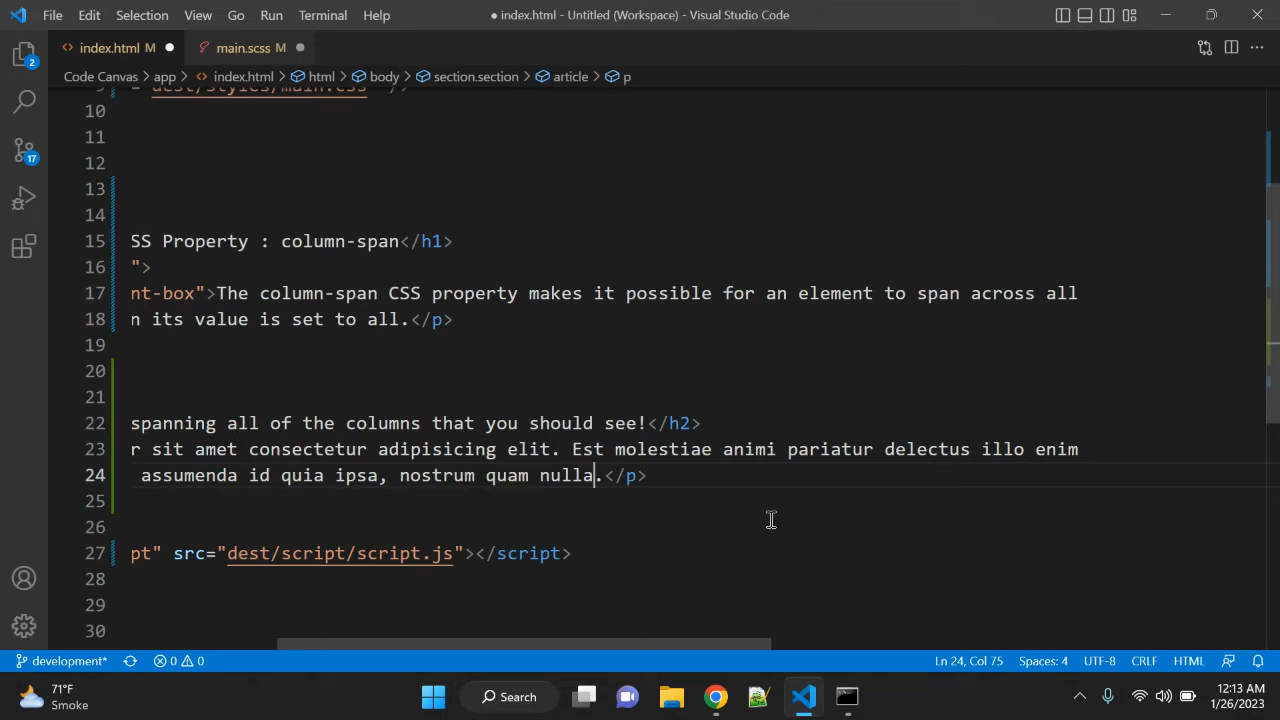 File Edit Selection View Go Run Terminal Help ● index.html - Untitled (Workspace) - Visual Studio Code
index.html M main.scss M
Code Canvas > app > index.html > html > body > section.section > article > p
9 = "dest/styles/main.css" />
10
11
12
13
14
15 SS Property : column-span</h1>
16 ">
17 nt-box">The column-span CSS property makes it possible for an element to span across all
18 n its value is set to all.</p>
19
20
21
22 spanning all of the columns that you should see!</h2>
23 r sit amet consectetur adipisicing elit. Est molestiae animi pariatur delectus illo enim
24 assumenda id quia ipsa, nostrum quam nulla.</p>
25
26
27 pt" src="dest/script/script.js"></script>
28
29
30
2
17
development* 0 0 Ln 24, Col 75 Spaces: 4 UTF-8 CRLF HTML
71°F
Smoke
Search
12:13 AM
1/26/2023